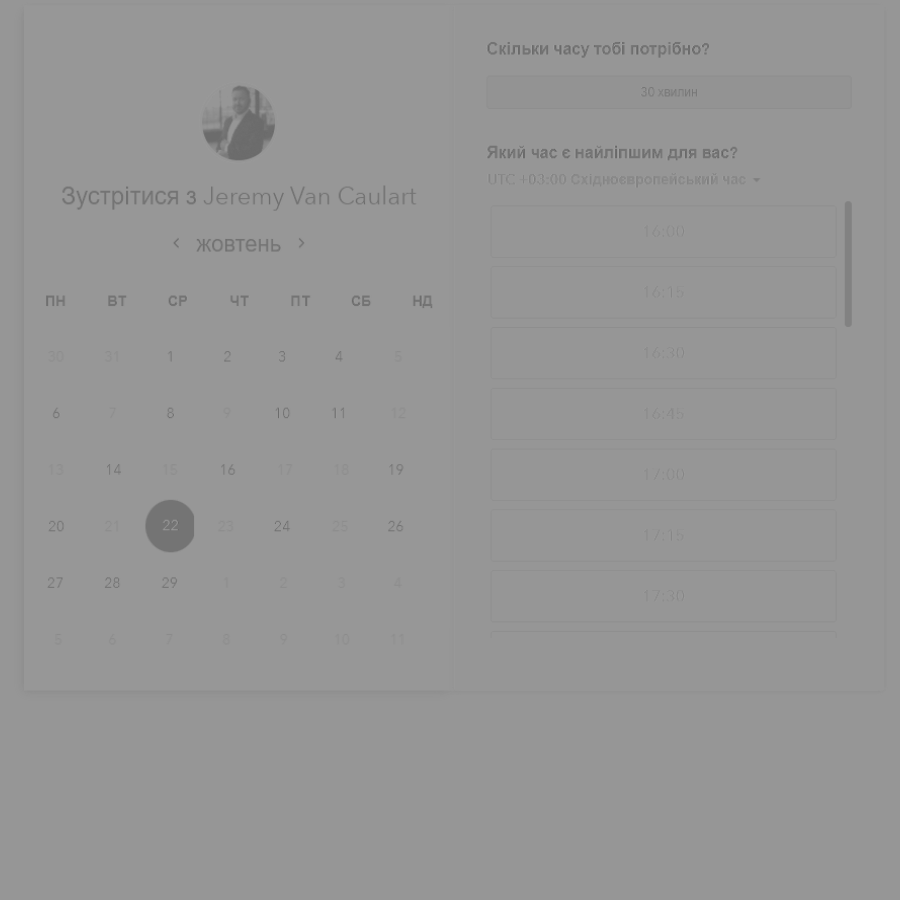 Зустрітися з Jeremy Van Caulart
жовтень
ПН ВТ СР ЧТ ПТ СБ НД
30 31 1 2 3 4 5
6 7 8 9 10 11 12
13 14 15 16 17 18 19
20 21 22 23 24 25 26
27 28 29 1 2 3 4
5 6 7 8 9 10 11
Скільки часу тобі потрібно?
30 хвилин
Який час є найліпшим для вас?
UTC +03:00 Східноєвропейський час
16:00
16:15
16:30
16:45
17:00
17:15
17:30